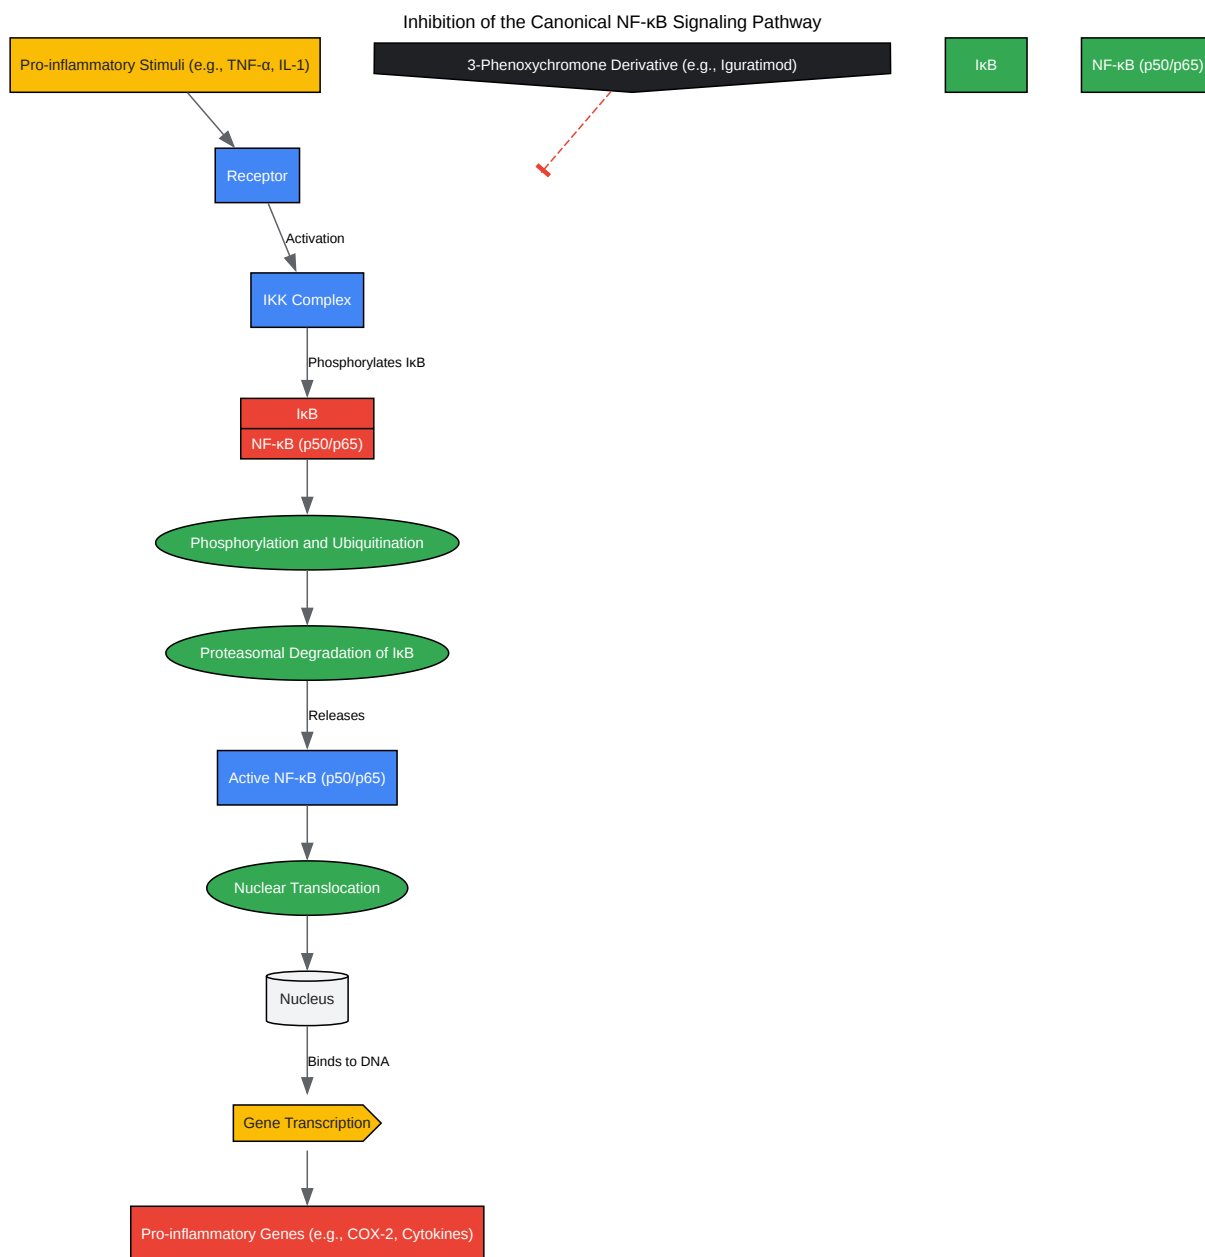 Inhibition of the Canonical NF-κB Signaling Pathway
Pro-inflammatory Stimuli (e.g., TNF-α, IL-1)
3-Phenoxychromone Derivative (e.g., Iguratimod)
IκB
NF-κB (p50/p65)
Receptor
Activation
IKK Complex
Phosphorylates IκB
IκB
NF-κB (p50/p65)
Phosphorylation and Ubiquitination
Proteasomal Degradation of IκB
Releases
Active NF-κB (p50/p65)
Nuclear Translocation
Nucleus
Binds to DNA
Gene Transcription
Pro-inflammatory Genes (e.g., COX-2, Cytokines)